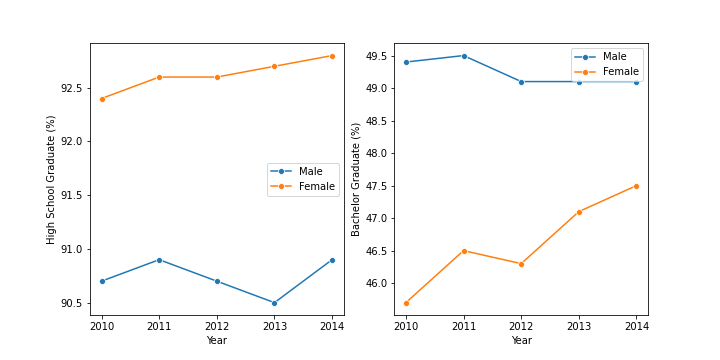 High School Graduate (%)
92.5
92.0
91.5
91.0
90.5
2010 2011 2012 2013 2014
Year
Male
Female
Bachelor Graduate (%)
49.5
49.0
48.5
48.0
47.5
47.0
46.5
46.0
2010 2011 2012 2013 2014
Year
Male
Female